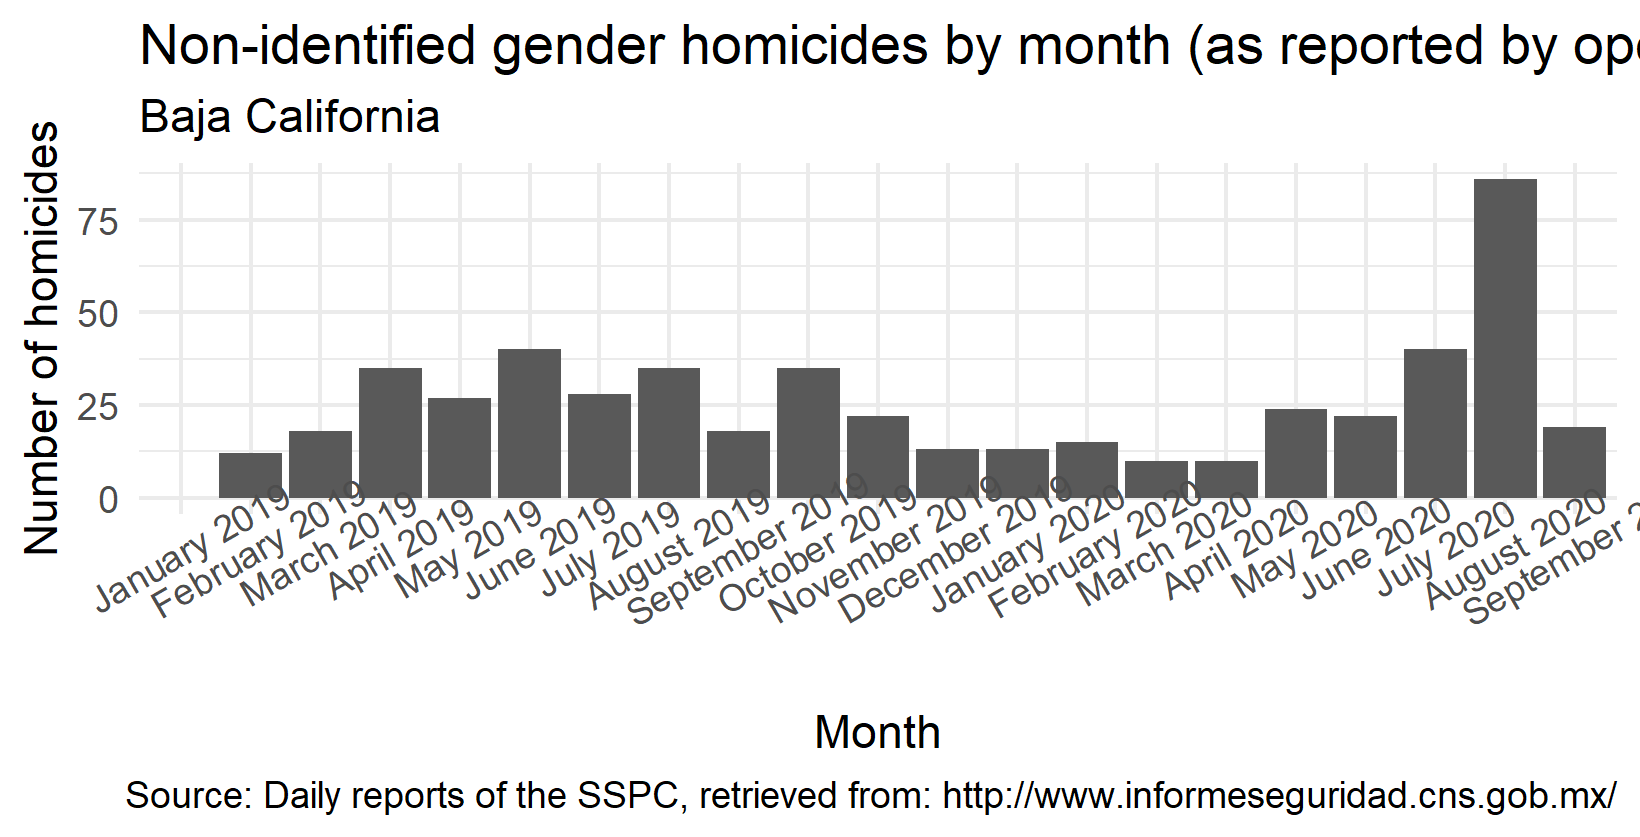 Non-identified gender homicides by month (as reported by ope
Baja California
Number of homicides
75
50
25
0
January 2019
February 2019
March 2019
April 2019
May 2019
June 2019
July 2019
August 2019
September 2019
October 2019
November 2019
December 2019
January 2020
February 2020
March 2020
April 2020
May 2020
June 2020
July 2020
August 2020
September 2
Month
Source: Daily reports of the SSPC, retrieved from: http://www.informeseguridad.cns.gob.mx/